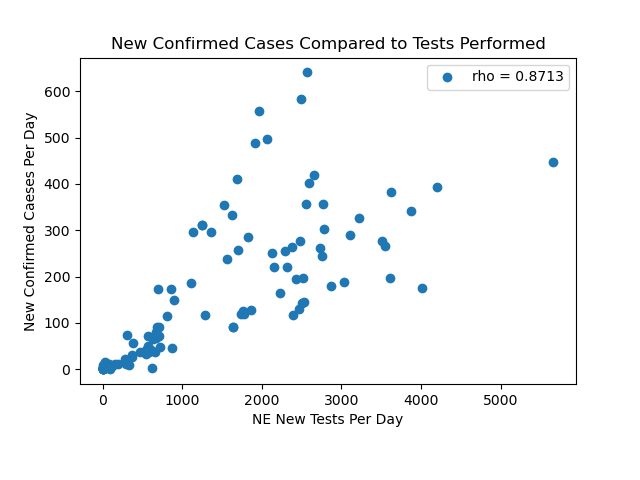 New Confirmed Cases Compared to Tests Performed
rho = 0.8713
600
500
400
300
200
100
0
New Confirmed Caeses Per Day
0 1000 2000 3000 4000 5000
NE New Tests Per Day